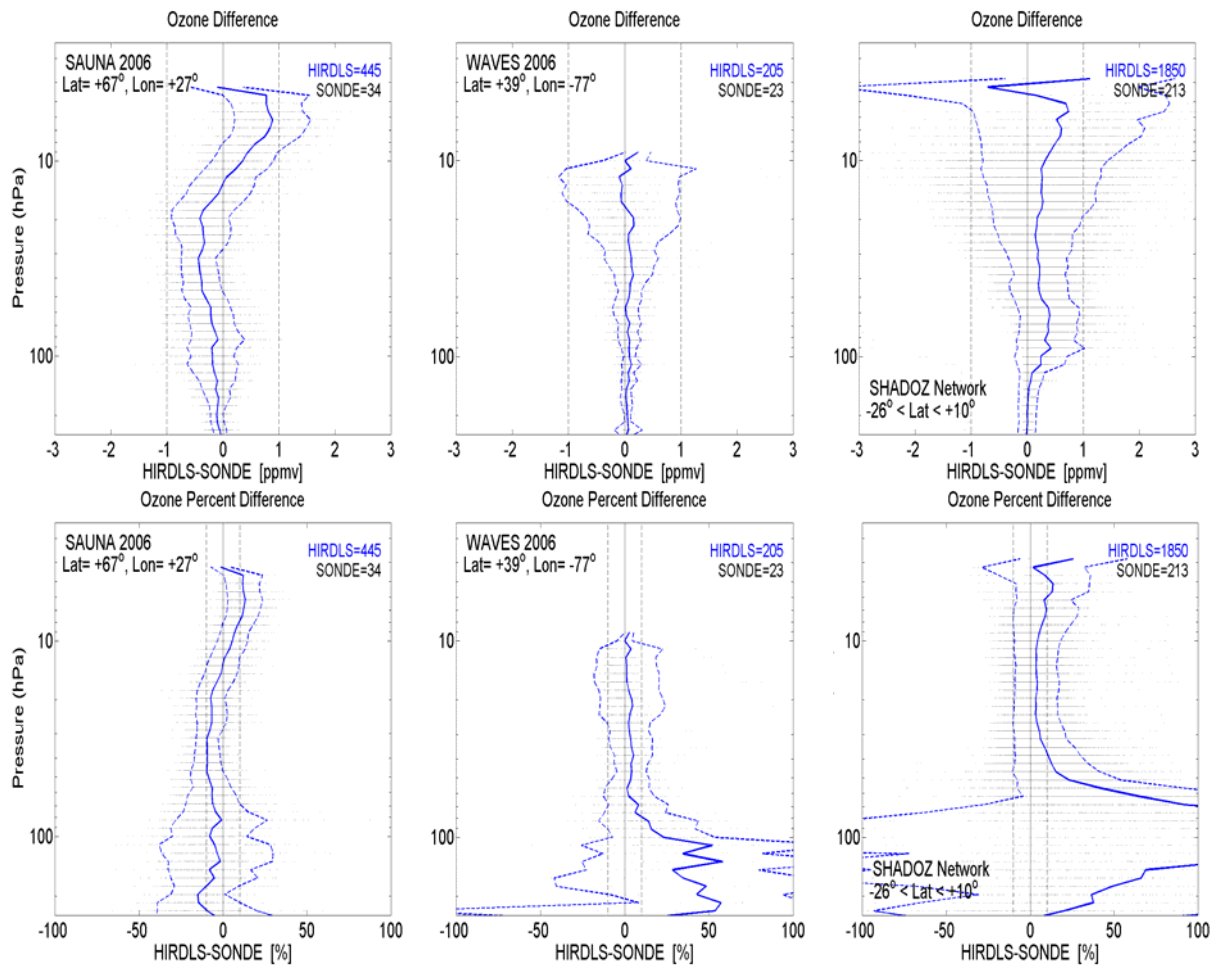 Ozone Difference
SAUNA 2006
Lat= +67°, Lon= +27°
HIRDLS=445
SONDE=34
10
100
Pressure (hPa)
-3 -2 -1 0 1 2 3
HIRDLS-SONDE [ppmv]
Ozone Difference
WAVES 2006
Lat= +39°, Lon= -77°
HIRDLS=205
SONDE=23
10
100
-3 -2 -1 0 1 2 3
HIRDLS-SONDE [ppmv]
Ozone Difference
HIRDLS=1850
SONDE=213
10
100
SHADOZ Network
-26° < Lat < +10°
-3 -2 -1 0 1 2 3
HIRDLS-SONDE [ppmv]
Ozone Percent Difference
SAUNA 2006
Lat= +67°, Lon= +27°
HIRDLS=445
SONDE=34
10
100
Pressure (hPa)
-100 -50 0 50 100
HIRDLS-SONDE [%]
Ozone Percent Difference
WAVES 2006
Lat= +39°, Lon= -77°
HIRDLS=205
SONDE=23
10
100
-100 -50 0 50 100
HIRDLS-SONDE [%]
Ozone Percent Difference
HIRDLS=1850
SONDE=213
10
100
SHADOZ Network
-26° < Lat < +10°
-100 -50 0 50 100
HIRDLS-SONDE [%]